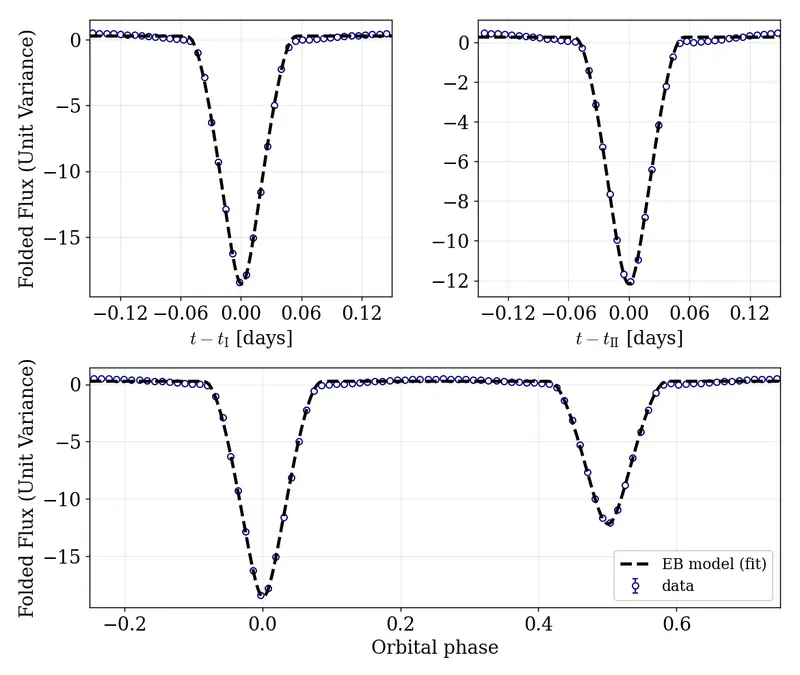 Folded Flux (Unit Variance)
0
−5
−10
−15
−0.12 −0.06 0.00 0.06 0.12
t − tI [days]
0
−2
−4
−6
−8
−10
−12
−0.12 −0.06 0.00 0.06 0.12
t − tII [days]
Folded Flux (Unit Variance)
0
−5
−10
−15
EB model (fit)
data
−0.2 0.0 0.2 0.4 0.6
Orbital phase